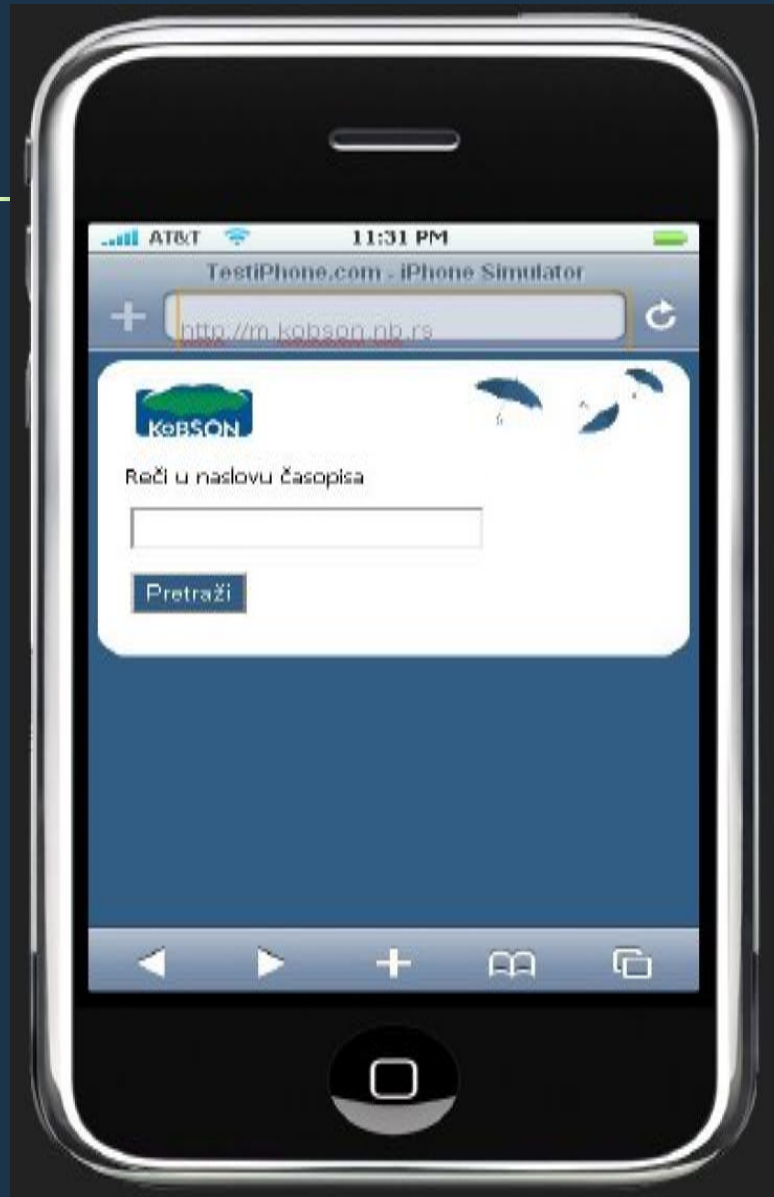 AT&T 11:31 PM
TestiPhone.com - iPhone Simulator
http://m.kobson.nb.rs
KoBSON
Reči u naslovu časopisa
Pretraži